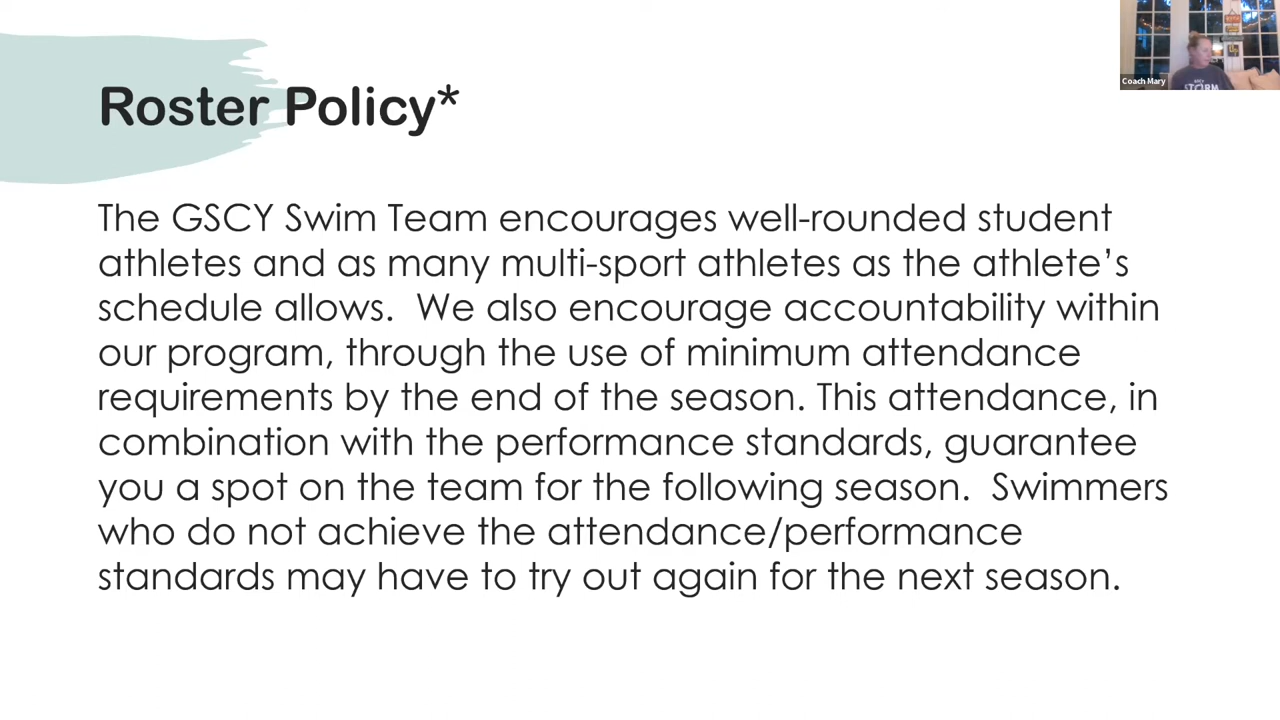 Roster Policy*
Coach Mary
STORM
The GSCY Swim Team encourages well-rounded student
athletes and as many multi-sport athletes as the athlete’s
schedule allows.  We also encourage accountability within
our program, through the use of minimum attendance
requirements by the end of the season. This attendance, in
combination with the performance standards, guarantee
you a spot on the team for the following season.  Swimmers
who do not achieve the attendance/performance
standards may have to try out again for the next season.